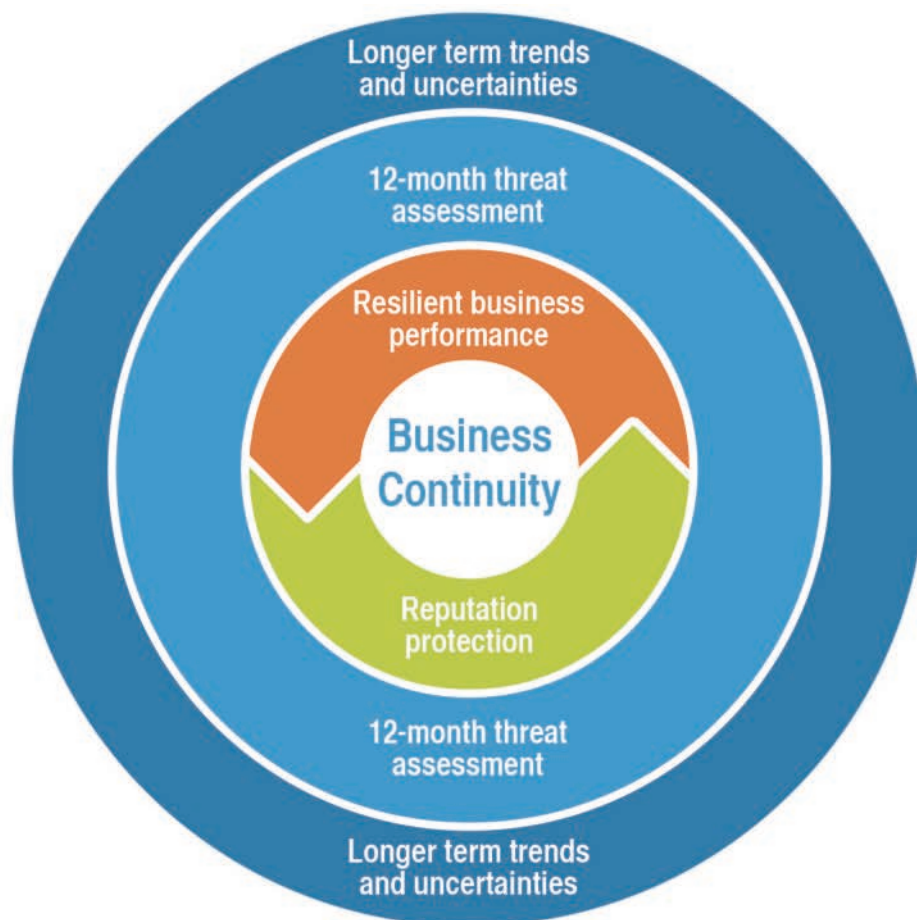 Longer term trends
and uncertainties
12-month threat
assessment
Resilient business
performance
Business
Continuity
Reputation
protection
12-month threat
assessment
Longer term trends
and uncertainties